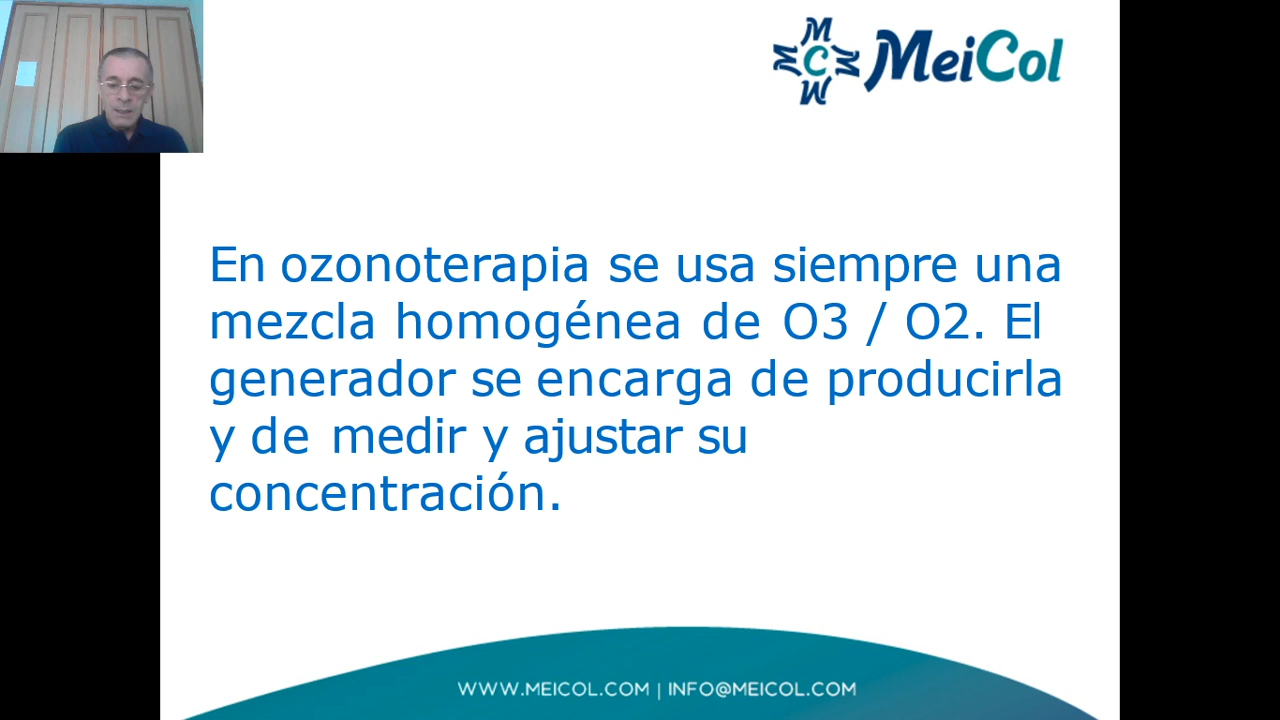 M
M C M
M
MeiCol
En ozonoterapia se usa siempre una
mezcla homogénea de O3 / O2. El
generador se encarga de producirla
y de medir y ajustar su
concentración.
WWW.MEICOL.COM | INFO@MEICOL.COM